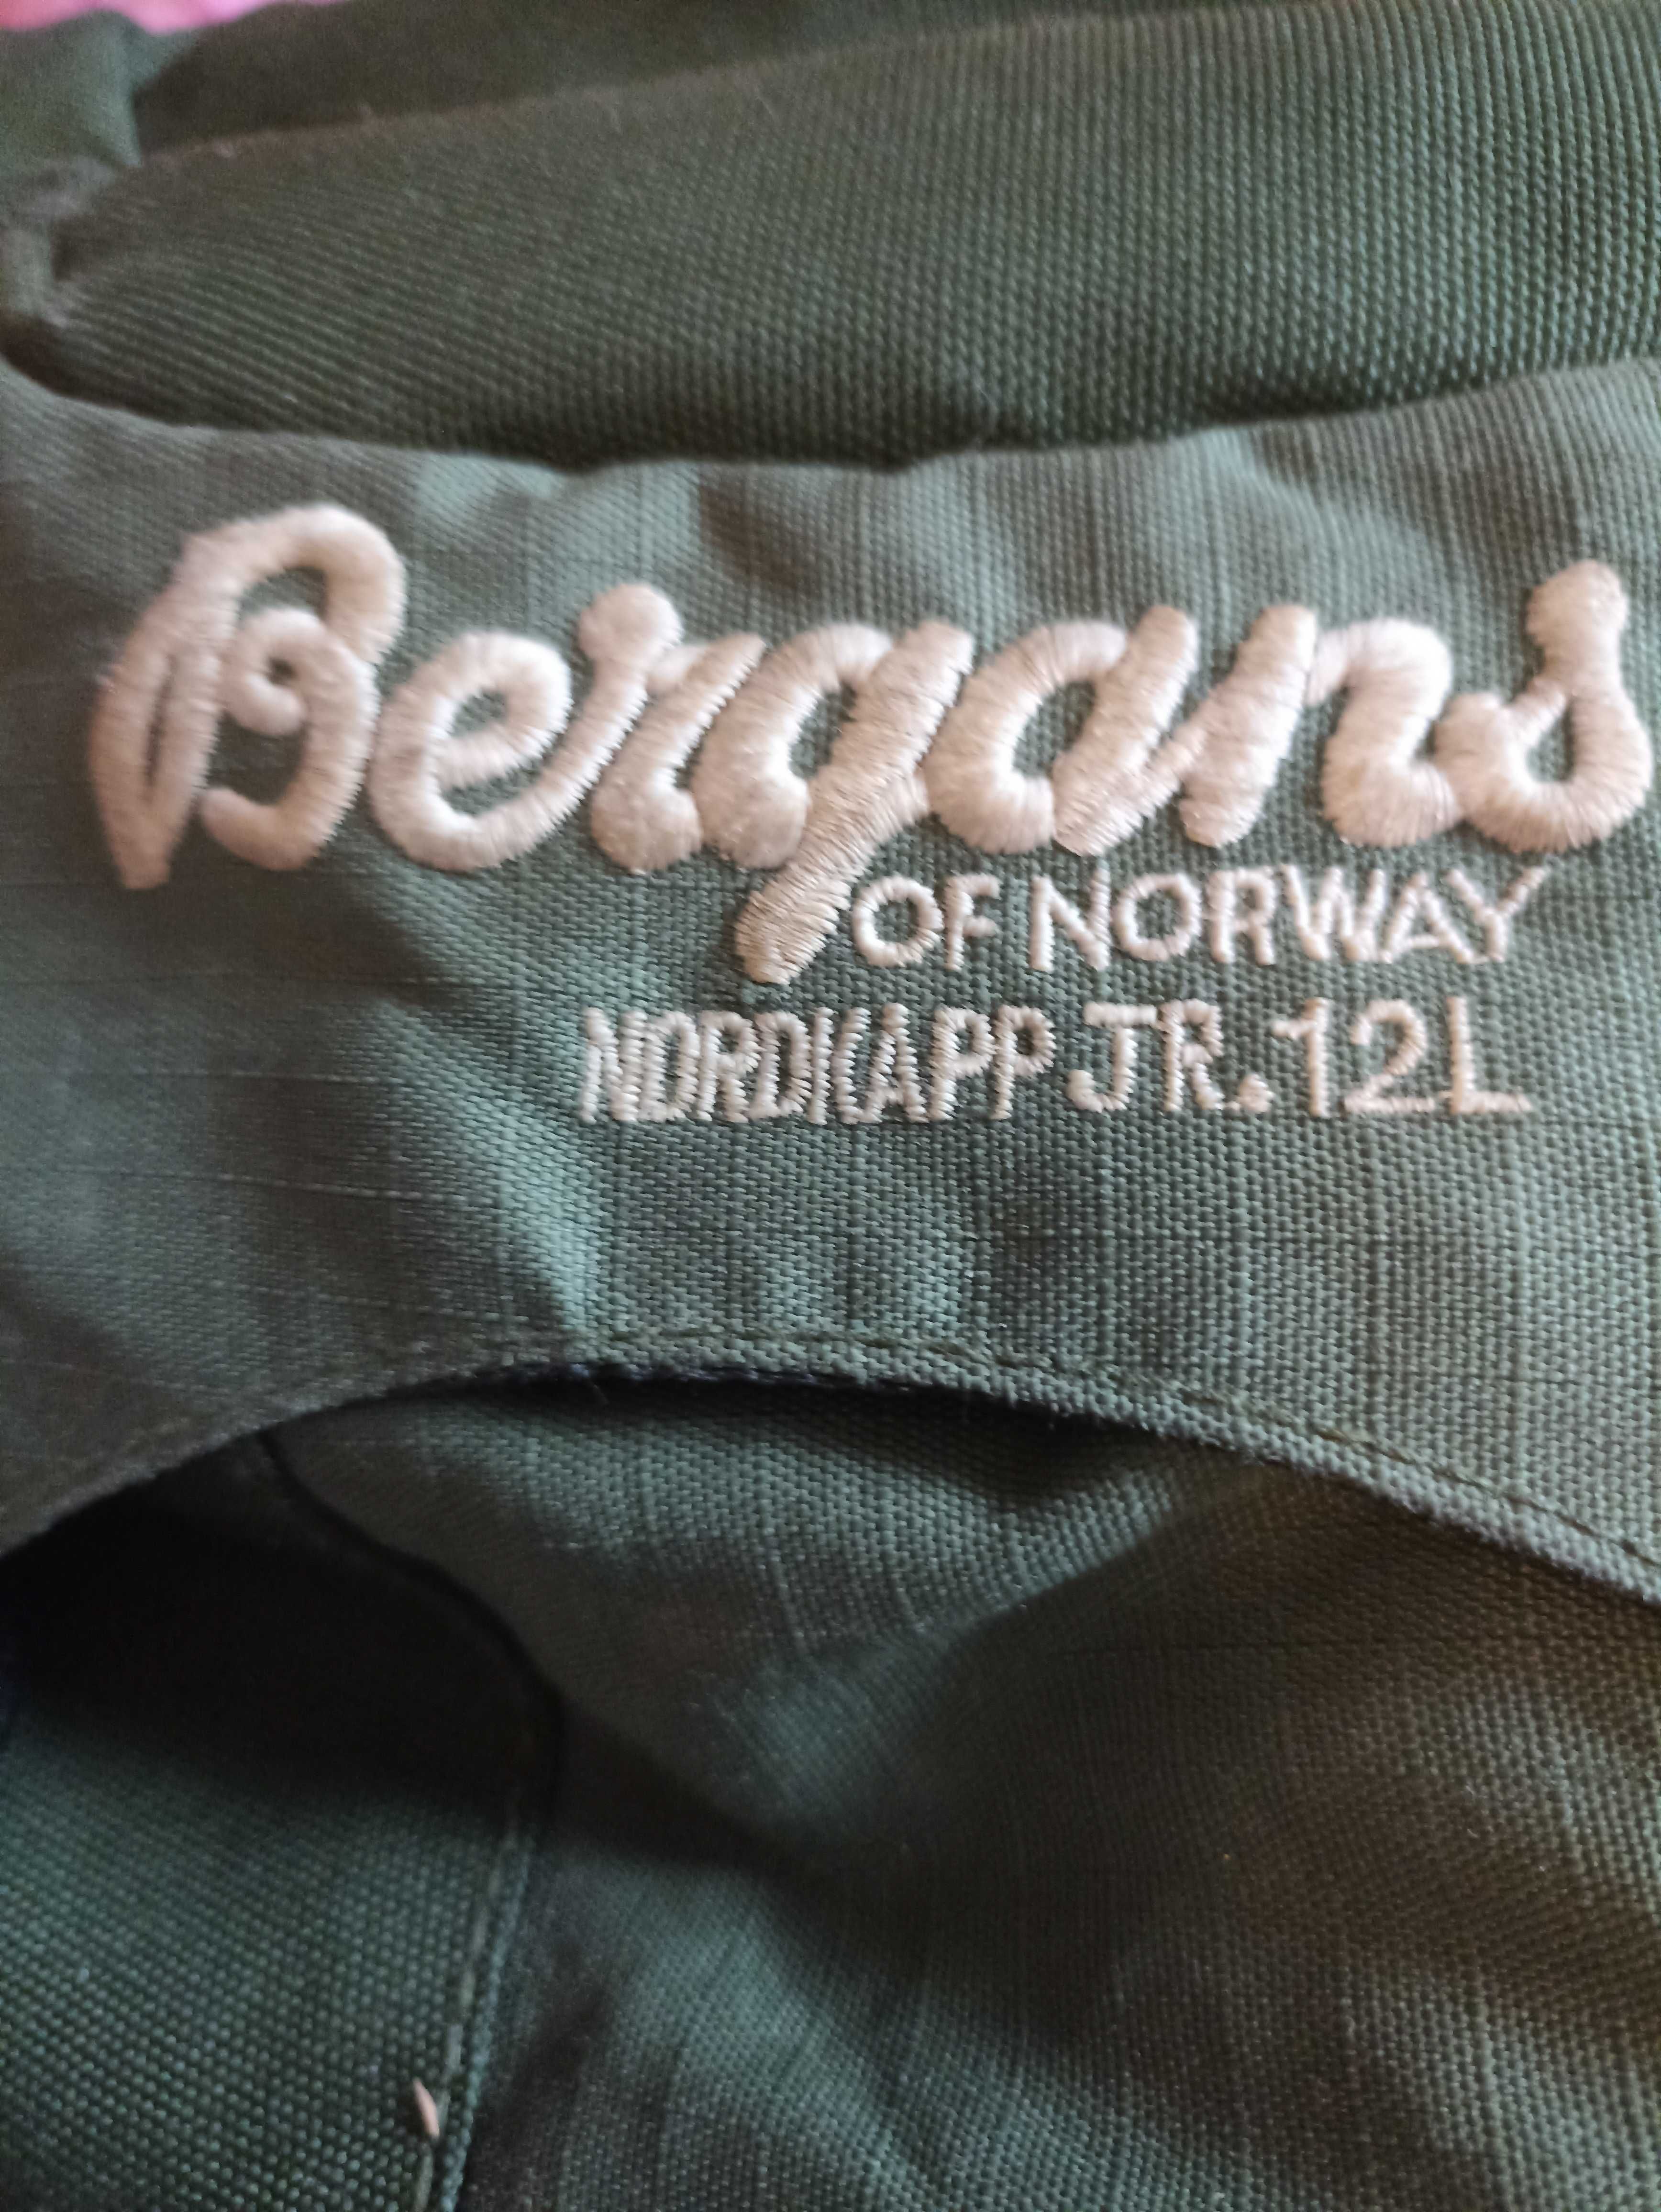 Bergans
OF NORWAY
NORDKAPP JR. 12L